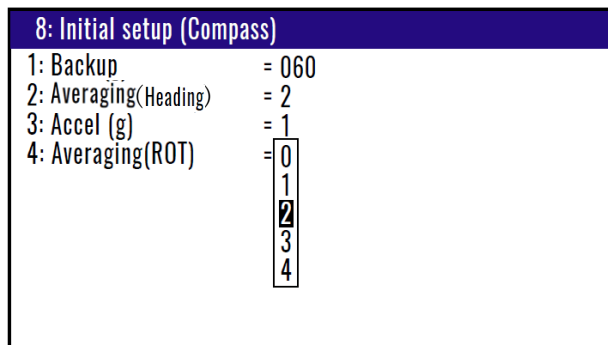 8: Initial setup (Compass)
1: Backup = 060
2: Averaging(Heading) = 2
3: Accel (g) = 1
4: Averaging(ROT) = 0
1
2
3
4